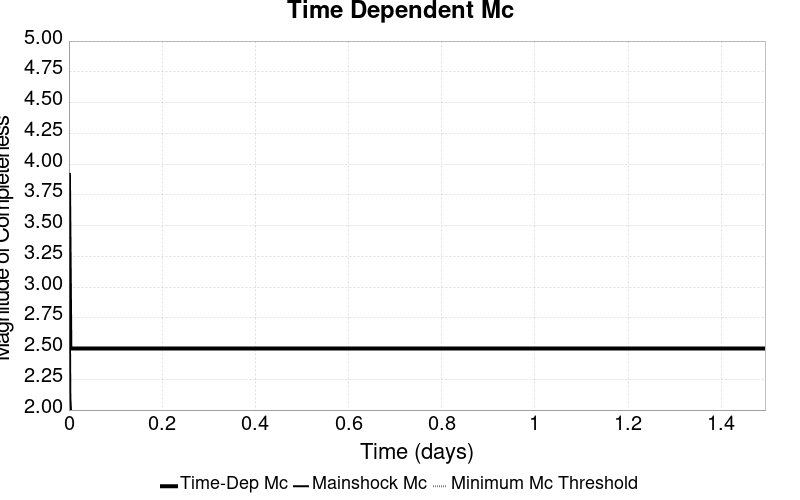 Time Dependent Mc
5.00
4.75
4.50
4.25
4.00
3.75
3.50
3.25
3.00
2.75
2.50
2.25
2.00
Magnitude of Completeness
0 0.2 0.4 0.6 0.8 1 1.2 1.4
Time (days)
Time-Dep Mc Mainshock Mc Minimum Mc Threshold